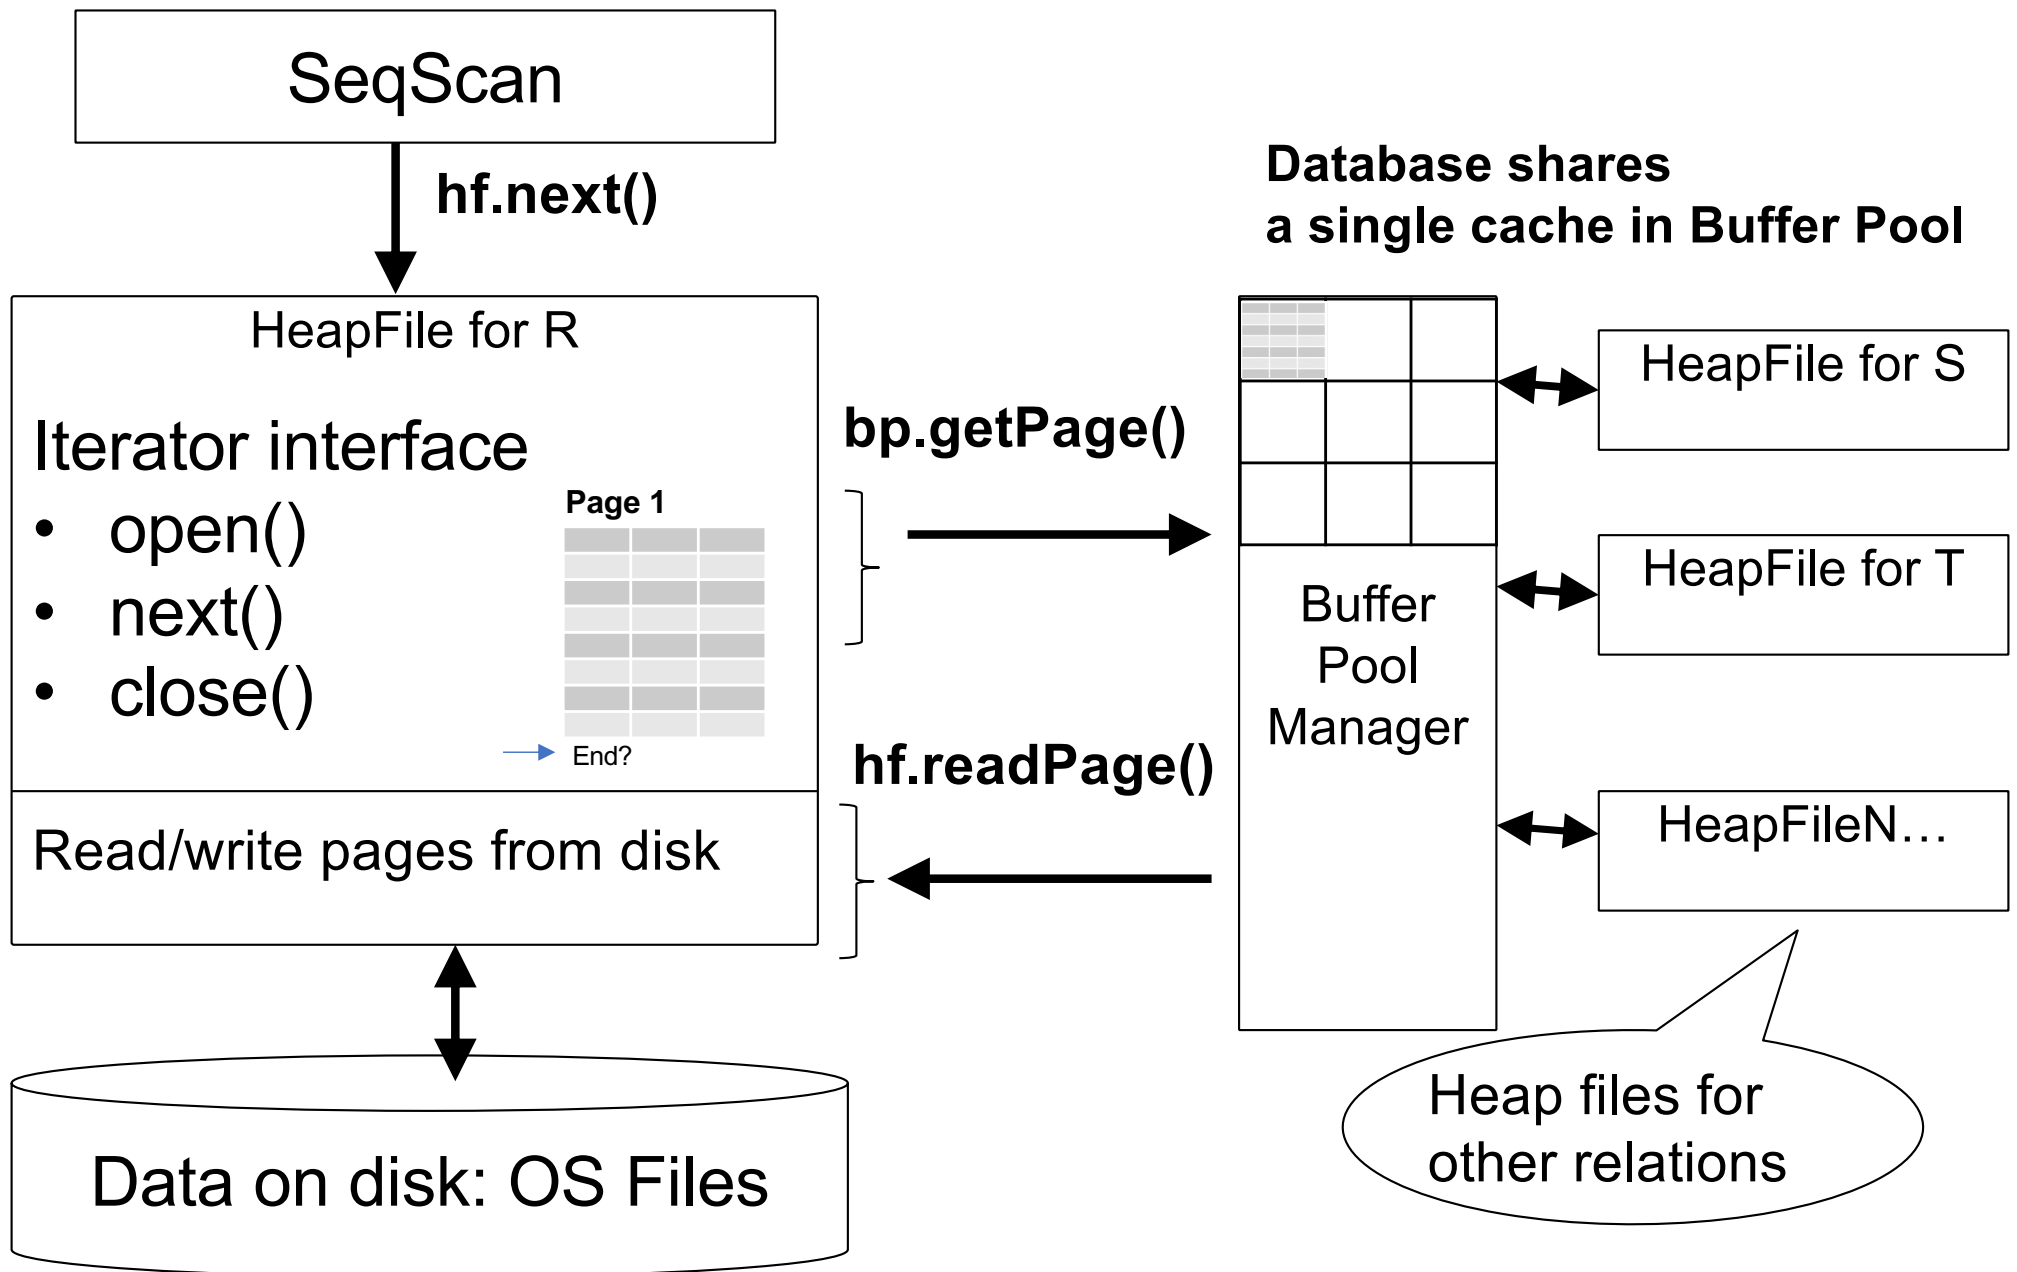 SeqScan
hf.next()
Database shares
a single cache in Buffer Pool
HeapFile for R
Iterator interface
• open()
• next()
• close()
Page 1
End?
Read/write pages from disk
bp.getPage()
hf.readPage()
Buffer
Pool
Manager
HeapFile for S
HeapFile for T
HeapFileN…
Heap files for
other relations
Data on disk: OS Files